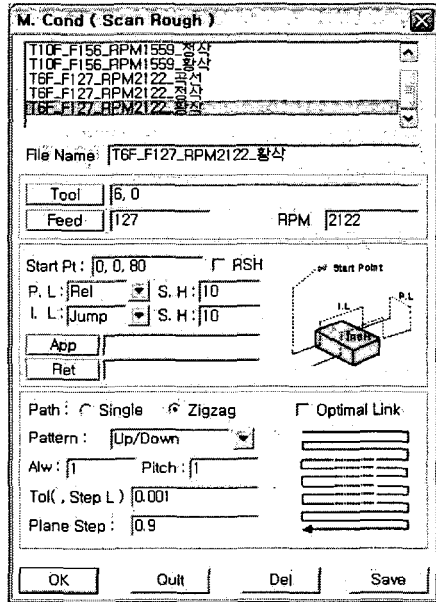 M. Cond ( Scan Rough )
T10F_F156_RPM1559_정삭
T10F_F156_RPM1559_황삭
T6F_F127_RPM2122_곡선
T6F_F127_RPM2122_정삭
T6F_F127_RPM2122_황삭
File Name T6F_F127_RPM2122_황삭
Tool 6, 0
Feed 127 RPM 2122
Start Pt : 0, 0, 80 RSH
P. L : Rel S. H : 10
I. L : Jump S. H : 10
App
Ret
Start Point
I.L
P.L
Path : Single Zigzag Optimal Link
Pattern : Up/Down
Alw : 1 Pitch : 1
Tol( , Step L ) 0.001
Plane Step : 0.9
OK Quit Del Save